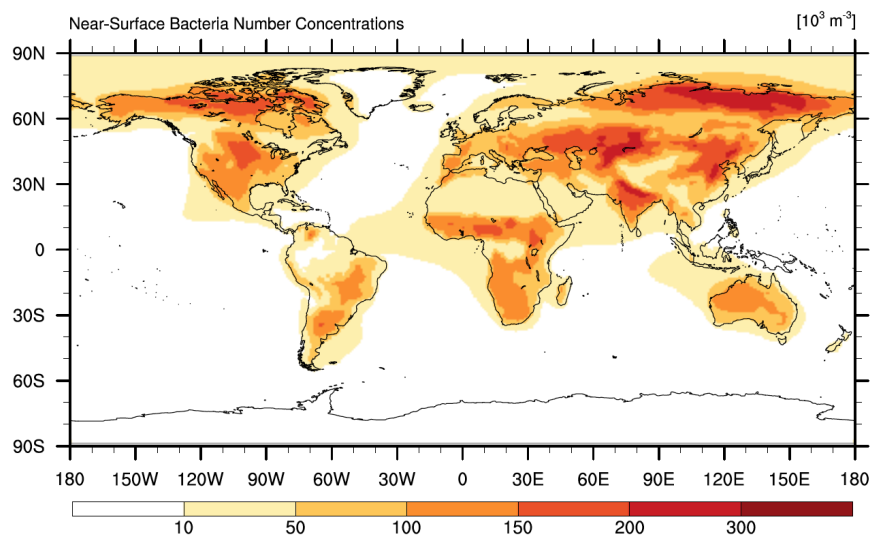 Near-Surface Bacteria Number Concentrations [10³ m⁻³]
90N
60N
30N
0
30S
60S
90S
180 150W 120W 90W 60W 30W 0 30E 60E 90E 120E 150E 180
10 50 100 150 200 300